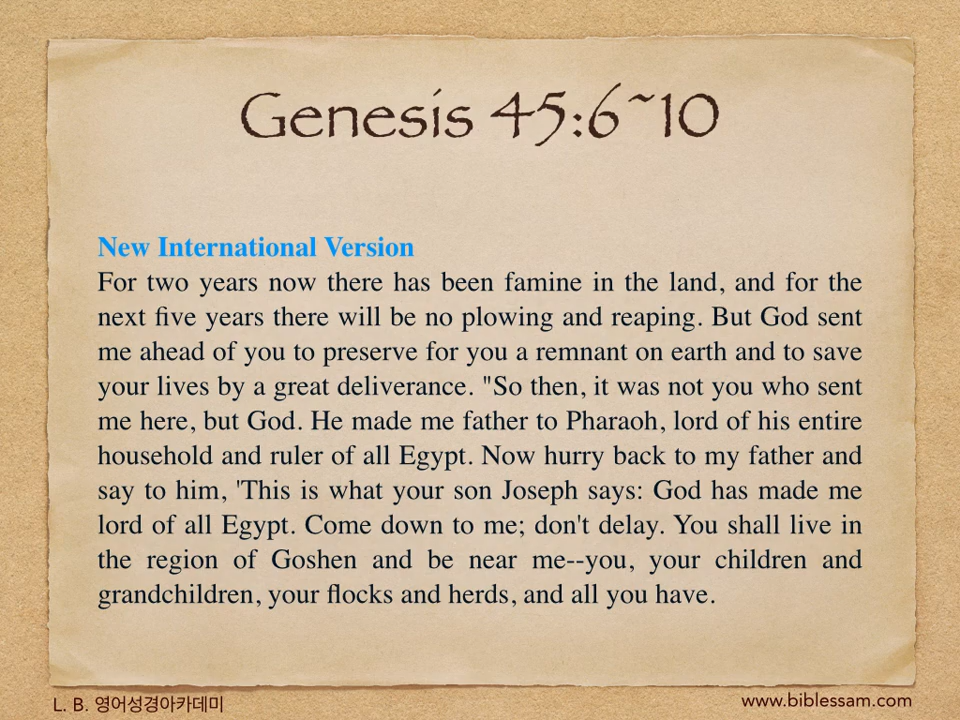 Genesis 45:6~10
New International Version
For two years now there has been famine in the land, and for the
next five years there will be no plowing and reaping. But God sent
me ahead of you to preserve for you a remnant on earth and to save
your lives by a great deliverance. "So then, it was not you who sent
me here, but God. He made me father to Pharaoh, lord of his entire
household and ruler of all Egypt. Now hurry back to my father and
say to him, 'This is what your son Joseph says: God has made me
lord of all Egypt. Come down to me; don't delay. You shall live in
the region of Goshen and be near me--you, your children and
grandchildren, your flocks and herds, and all you have.
L. B. 영어성경아카데미
www.biblessam.com